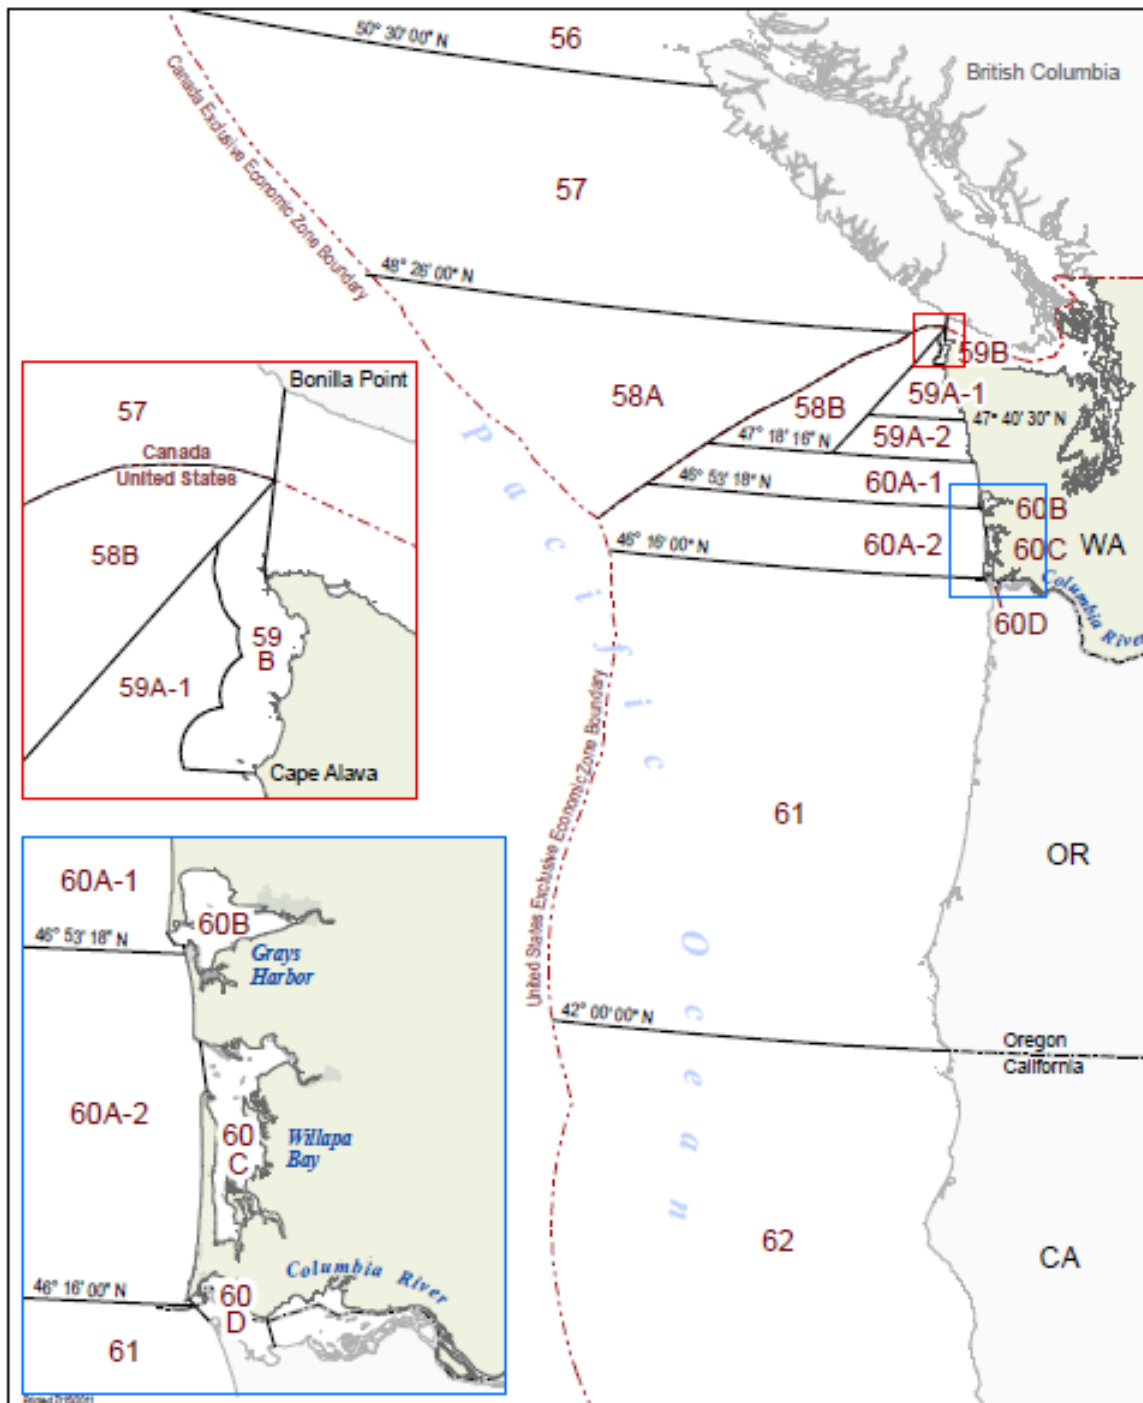 50° 30' 00" N
56
British Columbia
Canada Exclusive Economic Zone Boundary
57
48° 26' 00" N
59B
58A
59A-1
58B
47° 40' 30" N
47° 18' 16" N
59A-2
46° 53' 18" N
60A-1
60B
46° 16' 00" N
60A-2
60C
WA
Columbia River
60D
Pacific Ocean
United States Exclusive Economic Zone Boundary
61
OR
42° 00' 00" N
Oregon
California
62
CA
Bonilla Point
57
Canada
United States
58B
59
B
59A-1
Cape Alava
60A-1
60B
46° 53' 18" N
Grays
Harbor
60A-2
60
C
Willapa
Bay
Columbia River
46° 16' 00" N
60
D
61